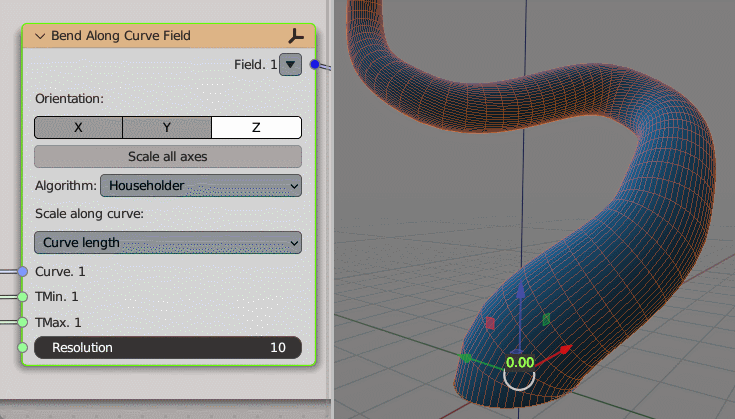 Bend Along Curve Field
Field. 1
Orientation:
X Y Z
Scale all axes
Algorithm: Householder
Scale along curve:
Curve length
Curve. 1
TMin. 1
TMax. 1
Resolution 10
0.00